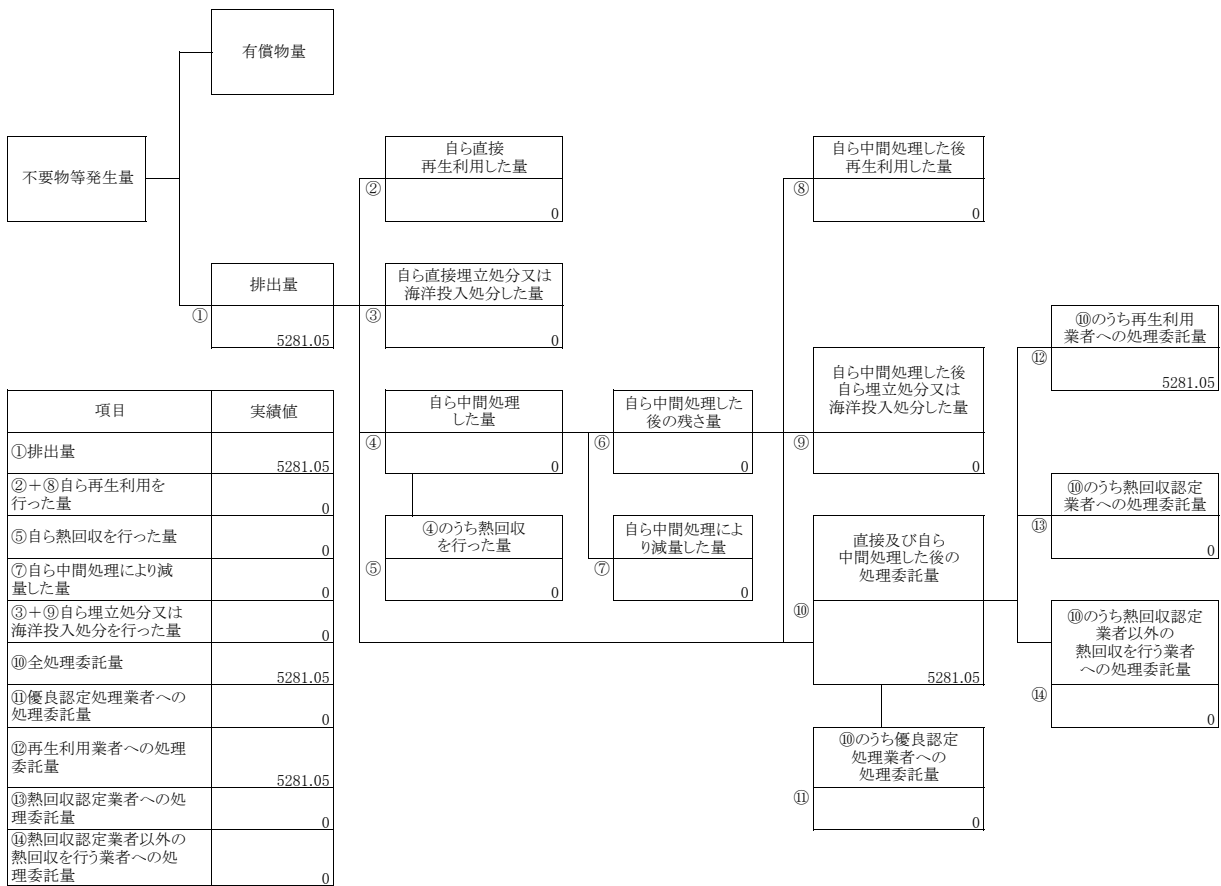 有償物量
不要物等発生量
自ら直接
再生利用した量
②
0
自ら中間処理した後
再生利用した量
⑧
0
排出量
①
5281.05
自ら直接埋立処分又は
海洋投入処分した量
③
0
⑩のうち再生利用
業者への処理委託量
⑫
5281.05
自ら中間処理
した量
④
0
自ら中間処理した
後の残さ量
⑥
0
自ら中間処理した後
自ら埋立処分又は
海洋投入処分した量
⑨
0
⑩のうち熱回収認定
業者への処理委託量
⑬
0
④のうち熱回収
を行った量
⑤
0
自ら中間処理によ
り減量した量
⑦
0
直接及び自ら
中間処理した後の
処理委託量
⑩
5281.05
⑩のうち熱回収認定
業者以外の
熱回収を行う業者
への処理委託量
⑭
0
⑩のうち優良認定
処理業者への
処理委託量
⑪
0
項目 実績値
①排出量
5281.05
②＋⑧自ら再生利用を
行った量
0
⑤自ら熱回収を行った量
0
⑦自ら中間処理により減
量した量
0
③＋⑨自ら埋立処分又は
海洋投入処分を行った量
0
⑩全処理委託量
5281.05
⑪優良認定処理業者への
処理委託量
0
⑫再生利用業者への処理
委託量
5281.05
⑬熱回収認定業者への処
理委託量
0
⑭熱回収認定業者以外の
熱回収を行う業者への処
理委託量
0